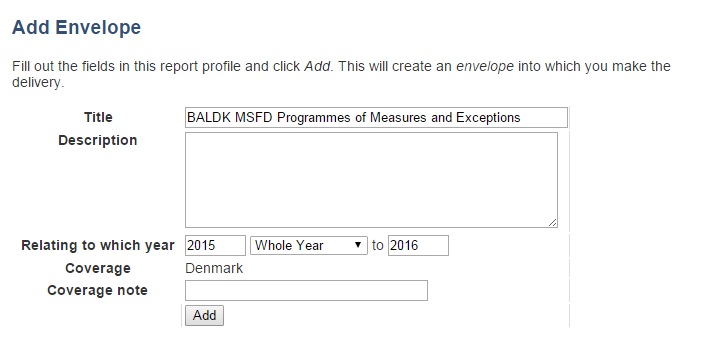 Add Envelope
Fill out the fields in this report profile and click Add. This will create an envelope into which you make the
delivery.
Title BALDK MSFD Programmes of Measures and Exceptions
Description
Relating to which year 2015 Whole Year to 2016
Coverage Denmark
Coverage note
Add